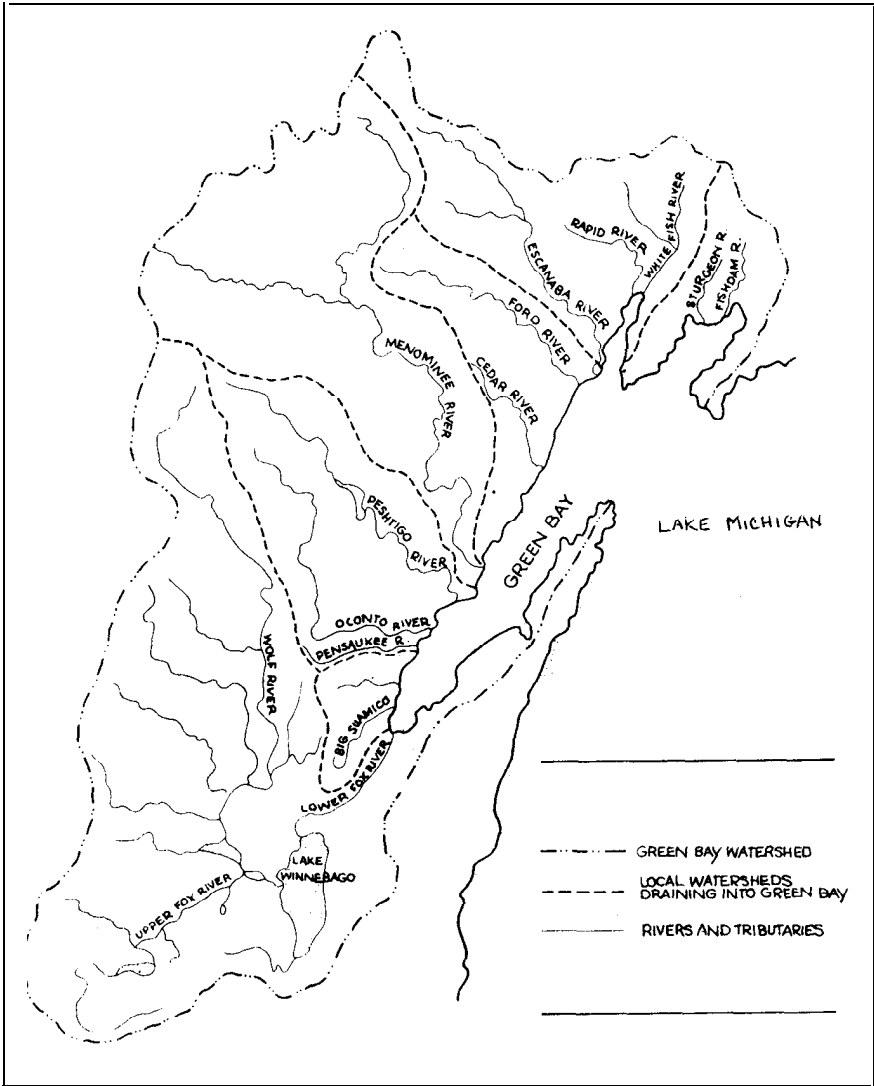 RAPID RIVER
WHITE FISH RIVER
STURGEON R.
FISHDAM R.
ESCANABA RIVER
FORD RIVER
MENOMINEE RIVER
CEDAR RIVER
PESHTIGO RIVER
GREEN BAY
LAKE MICHIGAN
OCONTO RIVER
PENSAUKEE R.
WOLF RIVER
BIG SUAMICO
LOWER FOX RIVER
LAKE
WINNEBAGO
UPPER FOX RIVER
GREEN BAY WATERSHED
LOCAL WATERSHEDS
DRAINING INTO GREEN BAY
RIVERS AND TRIBUTARIES